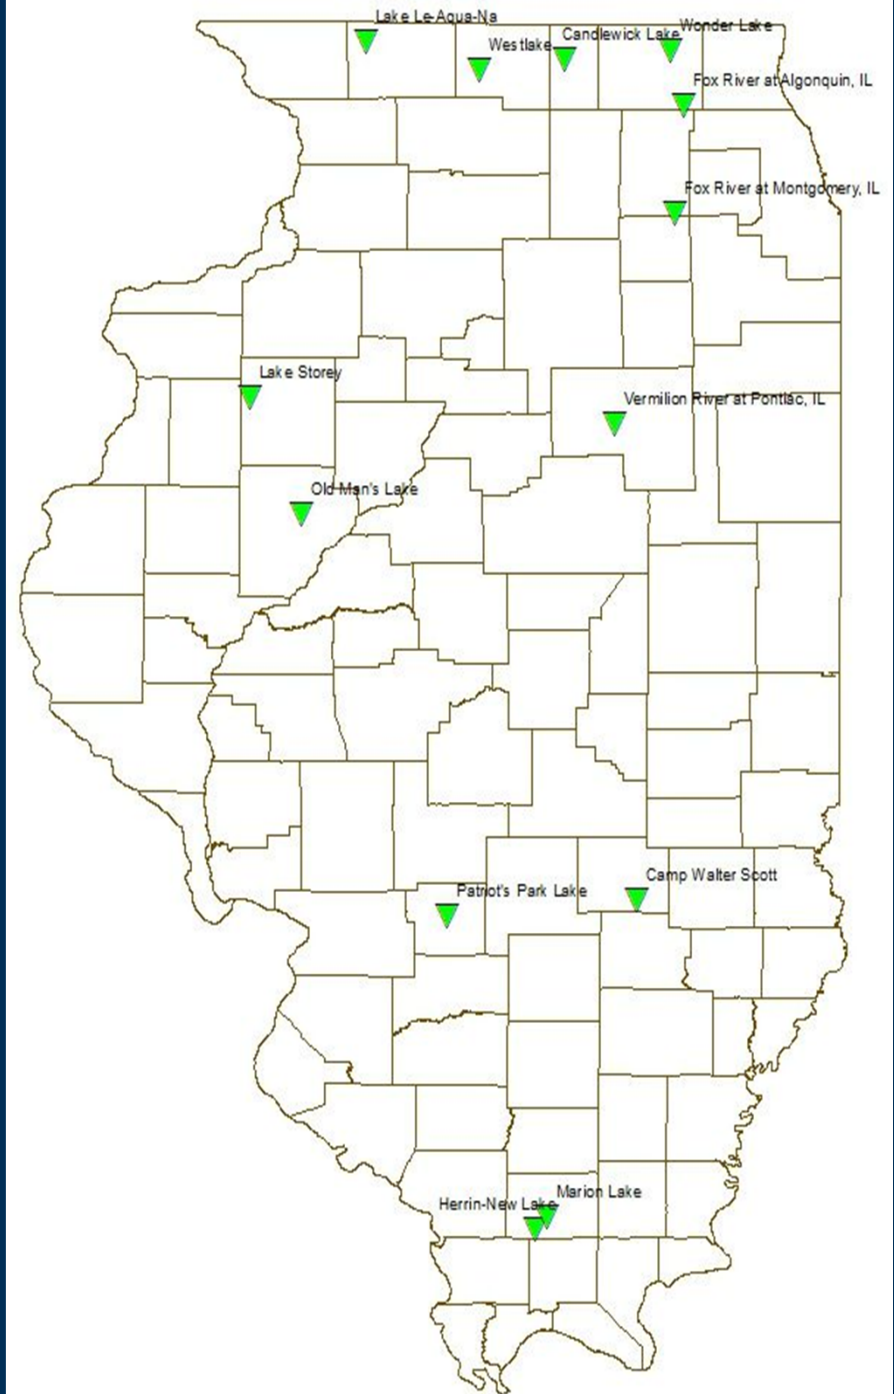 Lake Le-Aqua-Na
Wonder Lake
Candlewick Lake
Westlake
Fox River at Algonquin, IL
Fox River at Montgomery, IL
Lake Storey
Vermilion River at Pontiac, IL
Old Man's Lake
Camp Walter Scott
Patriot's Park Lake
Marion Lake
Herrin-New Lake